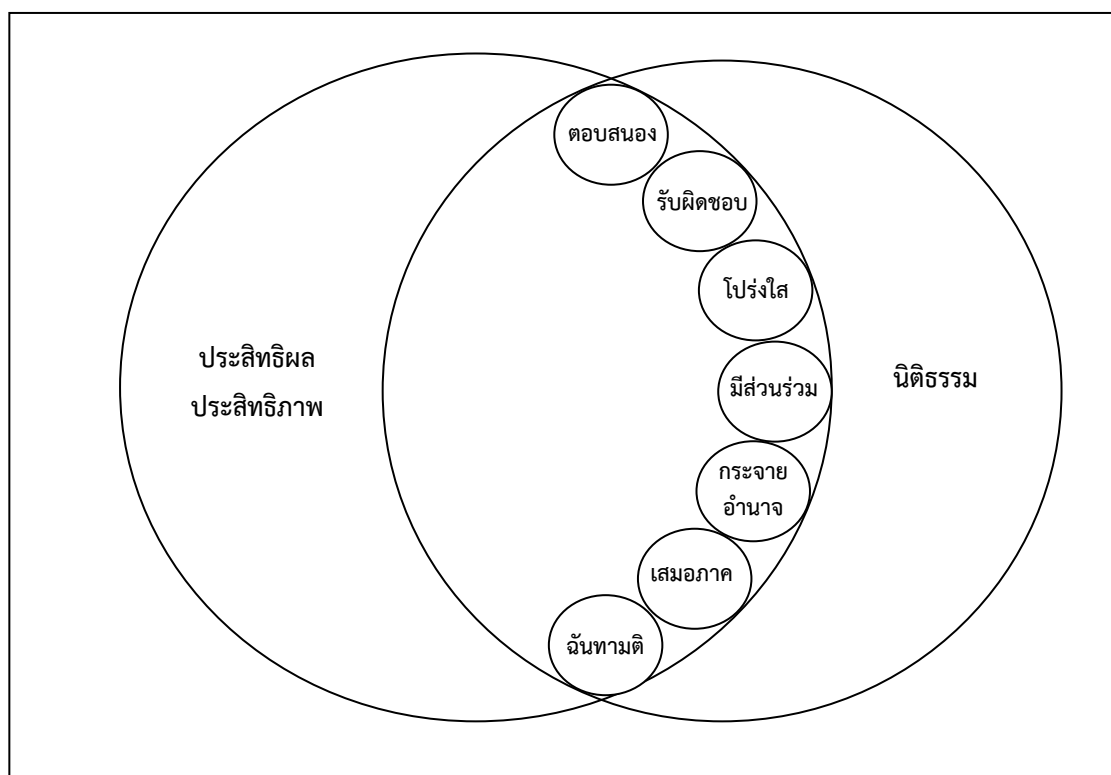 ตอบสนอง
รับผิดชอบ
โปร่งใส
ประสิทธิผล
ประสิทธิภาพ
มีส่วนร่วม
นิติธรรม
กระจาย
อำนาจ
เสมอภาค
ฉันทามติ